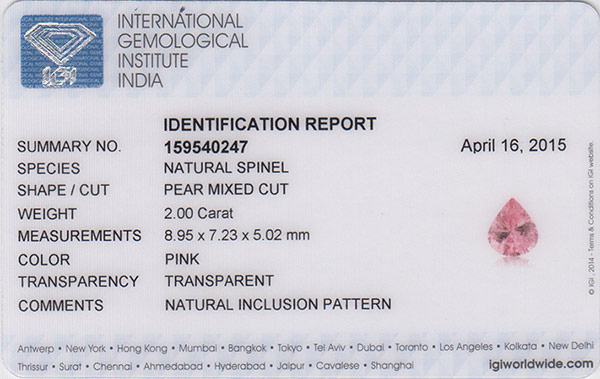 INTERNATIONAL
GEMOLOGICAL
INSTITUTE
INDIA
IDENTIFICATION REPORT
SUMMARY NO. 159540247 April 16, 2015
SPECIES NATURAL SPINEL
SHAPE / CUT PEAR MIXED CUT
WEIGHT 2.00 Carat
MEASUREMENTS 8.95 x 7.23 x 5.02 mm
COLOR PINK
TRANSPARENCY TRANSPARENT
COMMENTS NATURAL INCLUSION PATTERN
© IGI, 2014 - Terms & Conditions on IGI website.
Antwerp • New York • Hong Kong • Mumbai • Bangkok • Tokyo • Tel Aviv • Dubai • Toronto • Los Angeles • Kolkata • New Delhi
Thrissur • Surat • Chennai • Ahmedabad • Hyderabad • Jaipur • Cavalese • Shanghai
igiworldwide.com